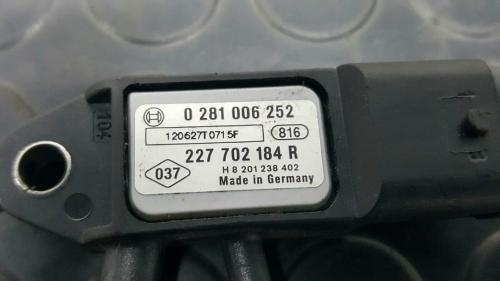 0 281 006 252
120627T0715F 816
227 702 184 R
037 H 8 201 238 402
Made in Germany
104